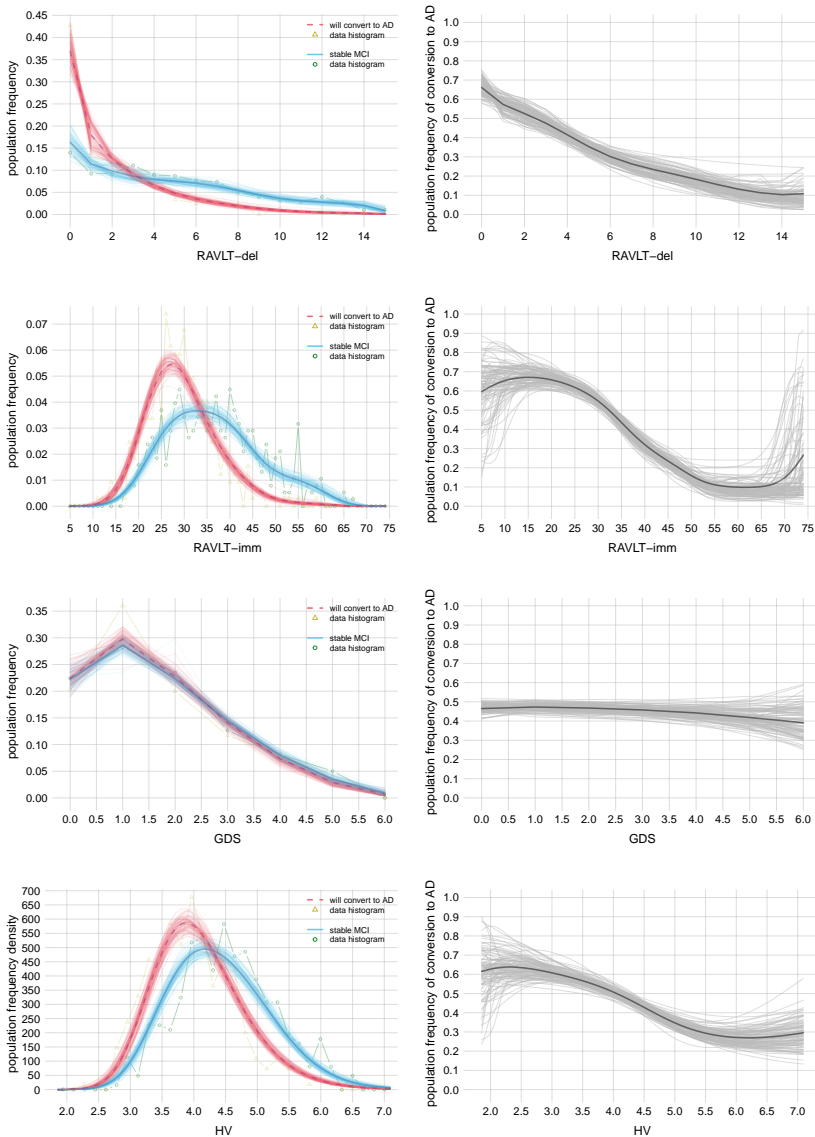 population frequency
0.45
0.40
0.35
0.30
0.25
0.20
0.15
0.10
0.05
0.00
0 2 4 6 8 10 12 14
RAVLT−del
will convert to AD
data histogram
stable MCI
data histogram
population frequency of conversion to AD
1.0
0.9
0.8
0.7
0.6
0.5
0.4
0.3
0.2
0.1
0.0
0 2 4 6 8 10 12 14
RAVLT−del
population frequency
0.07
0.06
0.05
0.04
0.03
0.02
0.01
0.00
5 10 15 20 25 30 35 40 45 50 55 60 65 70 75
RAVLT−imm
will convert to AD
data histogram
stable MCI
data histogram
population frequency of conversion to AD
1.0
0.9
0.8
0.7
0.6
0.5
0.4
0.3
0.2
0.1
0.0
5 10 15 20 25 30 35 40 45 50 55 60 65 70 75
RAVLT−imm
population frequency
0.35
0.30
0.25
0.20
0.15
0.10
0.05
0.00
0.0 0.5 1.0 1.5 2.0 2.5 3.0 3.5 4.0 4.5 5.0 5.5 6.0
GDS
will convert to AD
data histogram
stable MCI
data histogram
population frequency of conversion to AD
1.0
0.9
0.8
0.7
0.6
0.5
0.4
0.3
0.2
0.1
0.0
0.0 0.5 1.0 1.5 2.0 2.5 3.0 3.5 4.0 4.5 5.0 5.5 6.0
GDS
population frequency density
700
650
600
550
500
450
400
350
300
250
200
150
100
50
0
2.0 2.5 3.0 3.5 4.0 4.5 5.0 5.5 6.0 6.5 7.0
HV
will convert to AD
data histogram
stable MCI
data histogram
population frequency of conversion to AD
1.0
0.9
0.8
0.7
0.6
0.5
0.4
0.3
0.2
0.1
0.0
2.0 2.5 3.0 3.5 4.0 4.5 5.0 5.5 6.0 6.5 7.0
HV